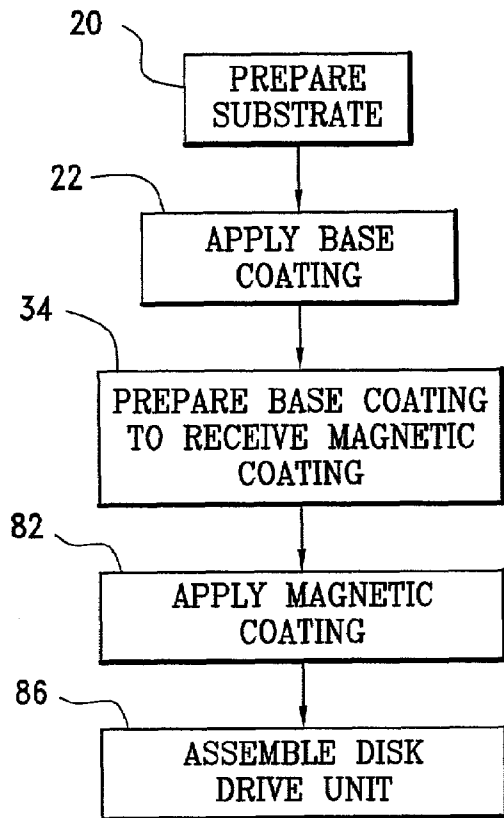 20
PREPARE
SUBSTRATE
22
APPLY BASE
COATING
34
PREPARE BASE COATING
TO RECEIVE MAGNETIC
COATING
82
APPLY MAGNETIC
COATING
86
ASSEMBLE DISK
DRIVE UNIT